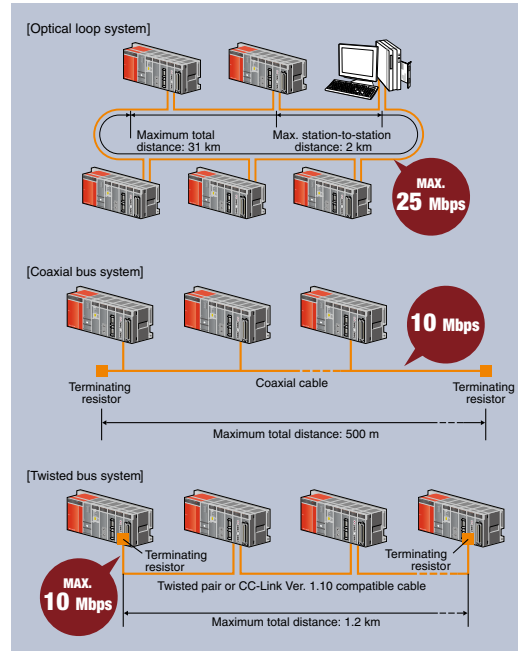 [Optical loop system]
Maximum total
distance: 31 km
Max. station-to-station
distance: 2 km
MAX.
25 Mbps
[Coaxial bus system]
10 Mbps
Terminating
resistor
Coaxial cable
Terminating
resistor
Maximum total distance: 500 m
[Twisted bus system]
Terminating
resistor
Terminating
resistor
MAX.
10 Mbps
Twisted pair or CC-Link Ver. 1.10 compatible cable
Maximum total distance: 1.2 km